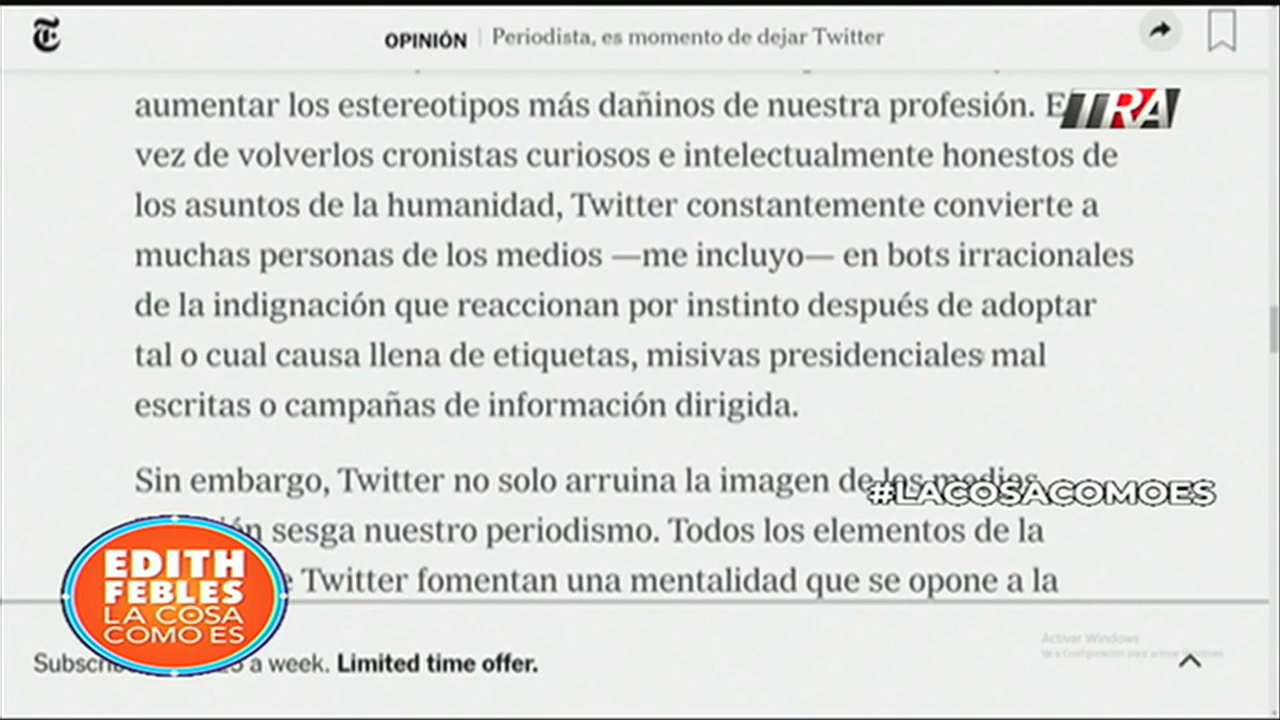 OPINIÓN | Periodista, es momento de dejar Twitter
aumentar los estereotipos más dañinos de nuestra profesión. E
TRA
vez de volverlos cronistas curiosos e intelectualmente honestos de
los asuntos de la humanidad, Twitter constantemente convierte a
muchas personas de los medios —me incluyo— en bots irracionales
de la indignación que reaccionan por instinto después de adoptar
tal o cual causa llena de etiquetas, misivas presidenciales mal
escritas o campañas de información dirigida.
Sin embargo, Twitter no solo arruina la imagen de los medios
#LACOSACOMOES
sesga nuestro periodismo. Todos los elementos de la
Twitter fomentan una mentalidad que se opone a la
EDITH
FEBLES
LA COSA
COMO ES
a week. Limited time offer.
Activar Windows
Ve a Configuración para activar Windows.